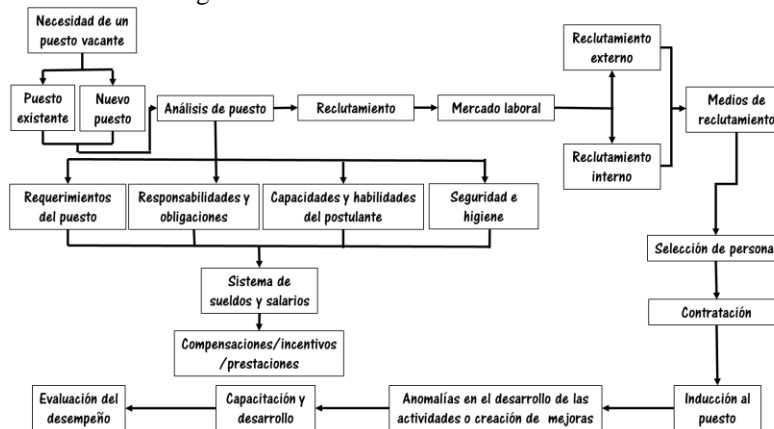 Necesidad de un
puesto vacante
Puesto
existente
Nuevo
puesto
Análisis de puesto
Reclutamiento
Mercado laboral
Reclutamiento
externo
Reclutamiento
interno
Medios de
reclutamiento
Requerimientos
del puesto
Responsabilidades y
obligaciones
Capacidades y habilidades
del postulante
Seguridad e
higiene
Sistema de
sueldos y salarios
Compensaciones/incentivos
/prestaciones
Selección de persona
Contratación
Inducción al
puesto
Anomalías en el desarrollo de las
actividades o creación de mejoras
Capacitación y
desarrollo
Evaluación del
desempeño